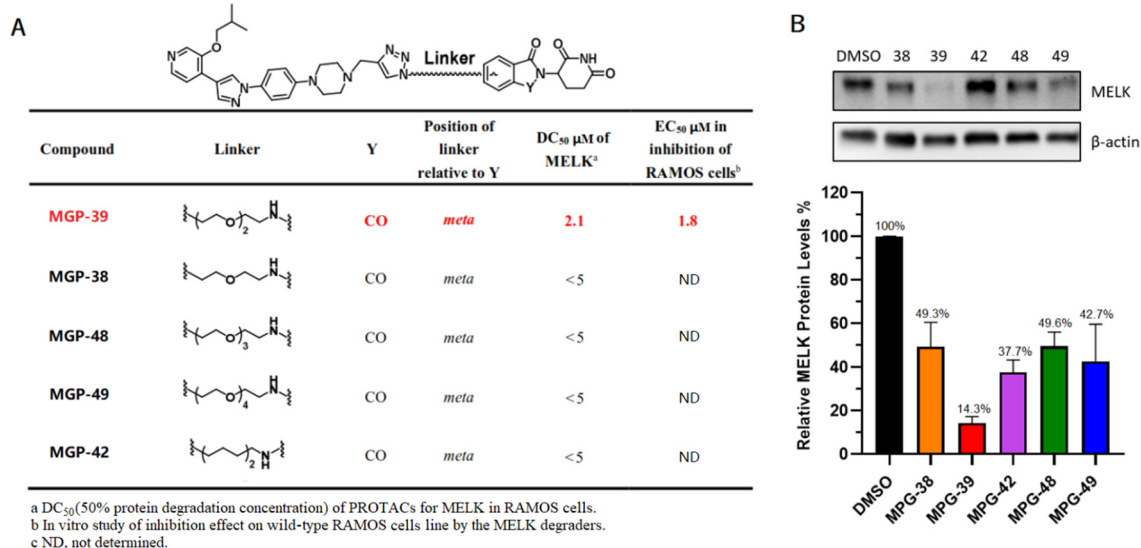 A
Linker
Compound
Linker
Y
Position of
linker
relative to Y
DC50 μM of
MELKa
EC50 μM in
inhibition of
RAMOS cellsb
MGP-39
O
2
H
N
CO
meta
2.1
1.8
MGP-38
O
H
N
CO
meta
<5
ND
MGP-48
O
3
H
N
CO
meta
<5
ND
MGP-49
O
4
H
N
CO
meta
<5
ND
MGP-42
2
N
H
CO
meta
<5
ND
a DC50(50% protein degradation concentration) of PROTACs for MELK in RAMOS cells.
b In vitro study of inhibition effect on wild-type RAMOS cells line by the MELK degraders.
c ND, not determined.
B
DMSO 38 39 42 48 49
MELK
β-actin
Relative MELK Protein Levels %
120
100
80
60
40
20
0
100%
49.3%
14.3%
37.7%
49.6%
42.7%
DMSO
MPG-38
MPG-39
MPG-42
MPG-48
MPG-49